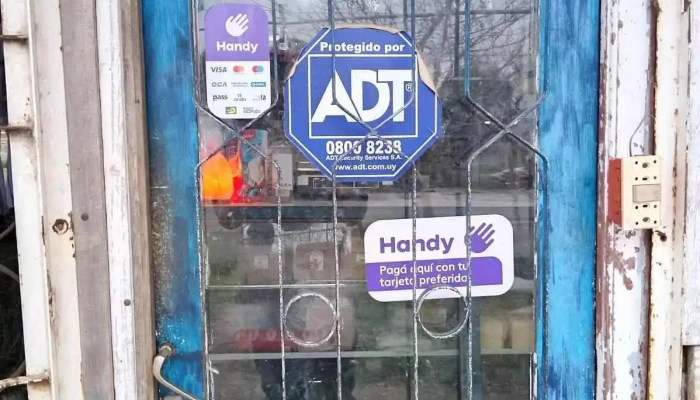 Handy
VISA
OCA
pass
Protegido por
ADT®
0800 8238
ADT Security Services S.A.
www.adt.com.uy
Handy
Pagá aquí con tu
tarjeta preferida